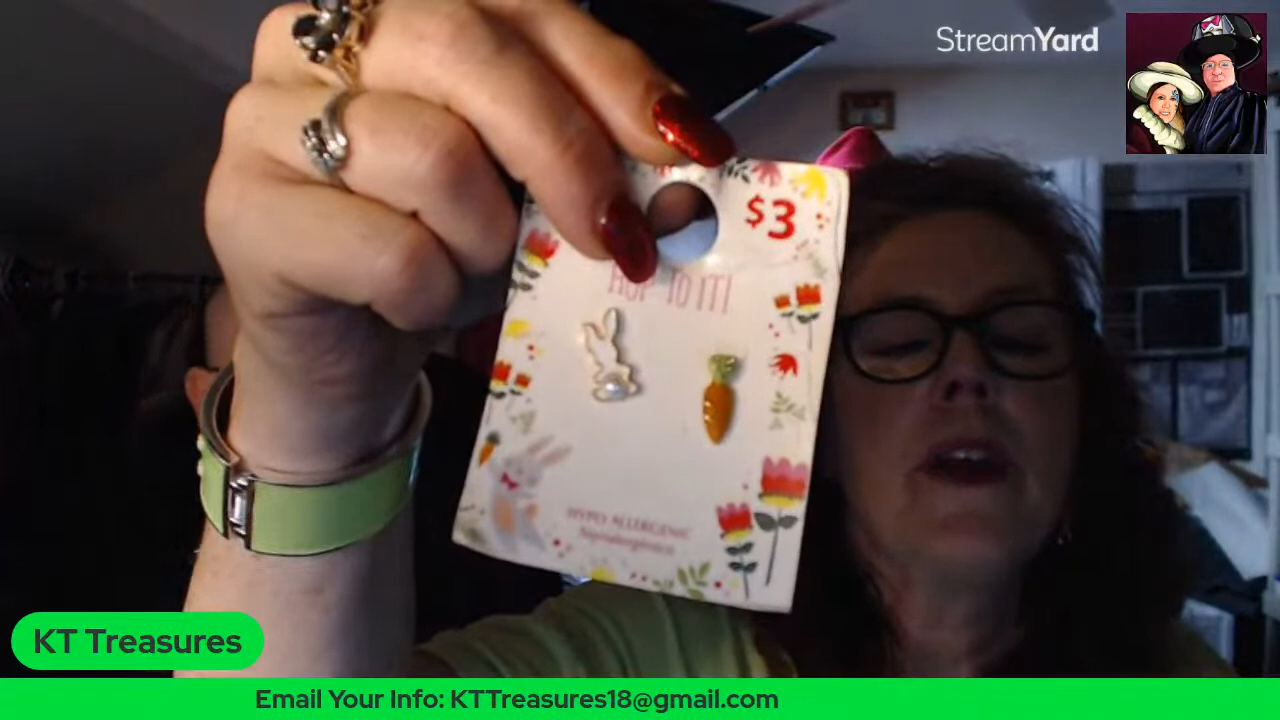 StreamYard
$3
HOP TO IT!
HYPO ALLERGENIC
KT Treasures
Email Your Info: KTTreasures18@gmail.com